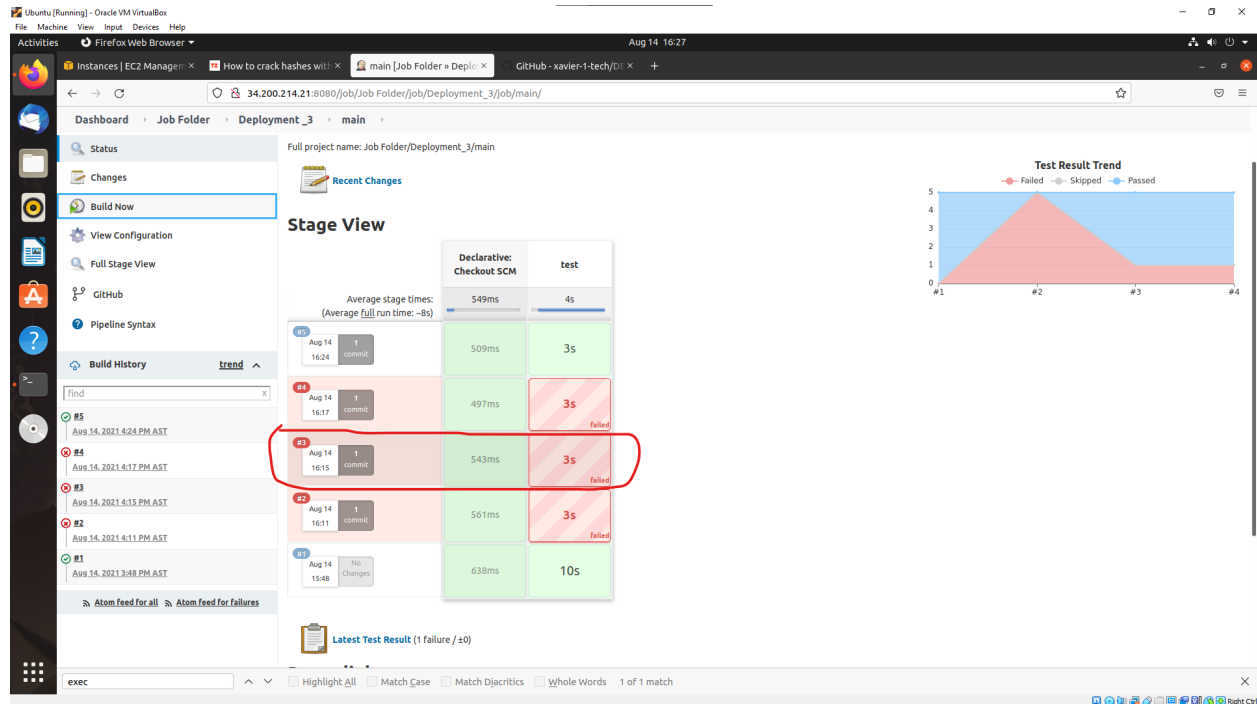 Ubuntu [Running] - Oracle VM VirtualBox
File Machine View Input Devices Help
Activities Firefox Web Browser Aug 14 16:27
Instances | EC2 Managem × How to crack hashes with × main [Job Folder » Deploy × GitHub - xavier-1-tech/DE × +
34.200.214.21:8080/job/Job Folder/job/Deployment_3/job/main/
Dashboard Job Folder Deployment _3 main
Status
Changes
Build Now
View Configuration
Full Stage View
GitHub
Pipeline Syntax
Build History trend
find x
#5
Aug 14, 2021 4:24 PM AST
#4
Aug 14, 2021 4:17 PM AST
#3
Aug 14, 2021 4:15 PM AST
#2
Aug 14, 2021 4:11 PM AST
#1
Aug 14, 2021 3:48 PM AST
Atom feed for all Atom feed for failures
Full project name: Job Folder/Deployment_3/main
Recent Changes
Stage View
Declarative:
Checkout SCM
test
Average stage times:
(Average full run time: ~8s)
549ms 4s
#5
Aug 14
16:24
1
commit
509ms 3s
#4
Aug 14
16:17
1
commit
497ms 3s
failed
#3
Aug 14
16:15
1
commit
543ms 3s
failed
#2
Aug 14
16:11
1
commit
561ms 3s
failed
#1
Aug 14
15:48
No
Changes
638ms 10s
Latest Test Result (1 failure / ±0)
Test Result Trend
Failed Skipped Passed
5
4
3
2
1
0
#1 #2 #3 #4
exec Highlight All Match Case Match Diacritics Whole Words 1 of 1 match
Right Ctrl